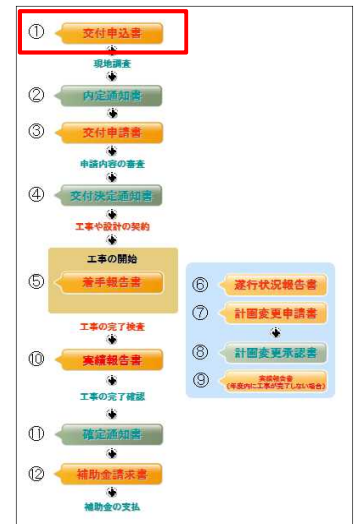 ① 交付申込書
現地調査
② 内定通知書
③ 交付申請書
申請内容の審査
④ 交付決定通知書
工事や設計の契約
工事の開始
⑤ 着手報告書
⑥ 遂行状況報告書
⑦ 計画変更申請書
⑧ 計画変更承認書
⑨ 実績報告書
(年度内に工事が完了しない場合)
工事の完了検査
⑩ 実績報告書
工事の完了確認
⑪ 確定通知書
⑫ 補助金請求書
補助金の支払